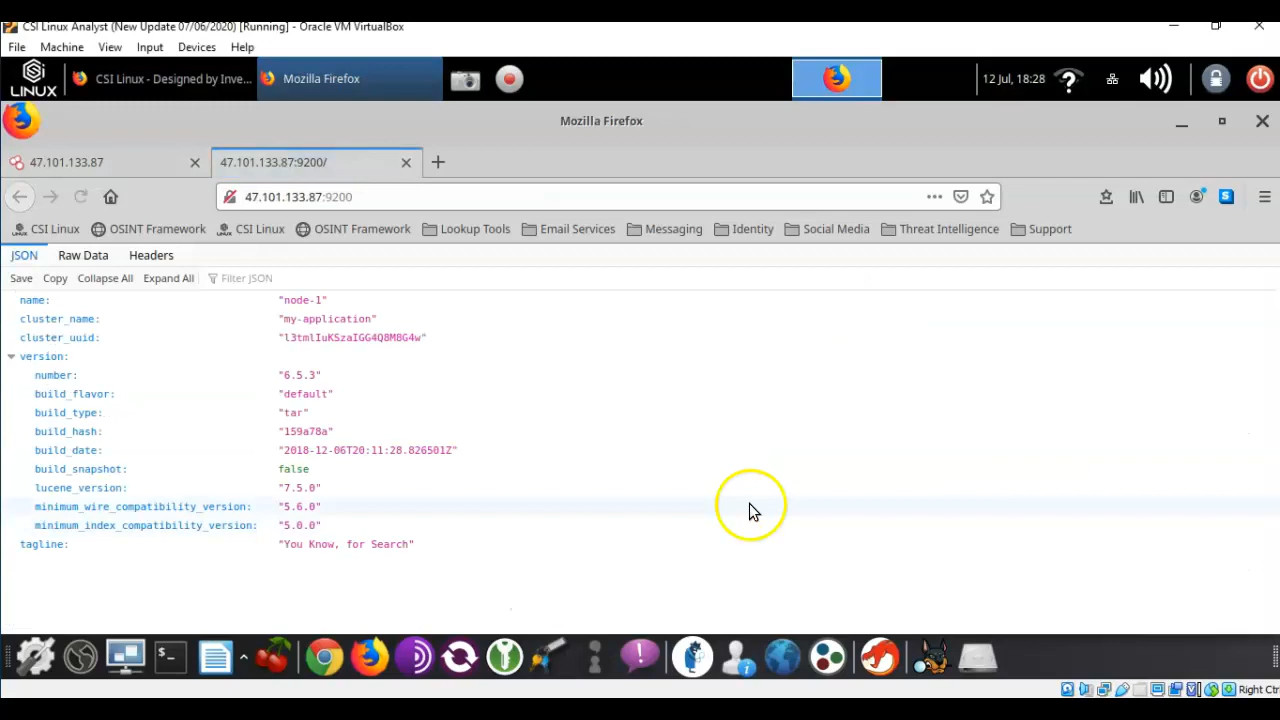 CSI Linux Analyst (New Update 07/06/2020) [Running] - Oracle VM VirtualBox
File Machine View Input Devices Help
CSI LINUX CSI Linux - Designed by Inve... Mozilla Firefox 12 Jul, 18:28
Mozilla Firefox
47.101.133.87 47.101.133.87:9200/
47.101.133.87:9200
CSI Linux OSINT Framework CSI Linux OSINT Framework Lookup Tools Email Services Messaging Identity Social Media Threat Intelligence Support
JSON Raw Data Headers
Save Copy Collapse All Expand All Filter JSON
name: "node-1"
cluster_name: "my-application"
cluster_uuid: "l3tmlIuKSzaIGG4Q8M8G4w"
version:
number: "6.5.3"
build_flavor: "default"
build_type: "tar"
build_hash: "159a78a"
build_date: "2018-12-06T20:11:28.826501Z"
build_snapshot: false
lucene_version: "7.5.0"
minimum_wire_compatibility_version: "5.6.0"
minimum_index_compatibility_version: "5.0.0"
tagline: "You Know, for Search"
Right Ctr